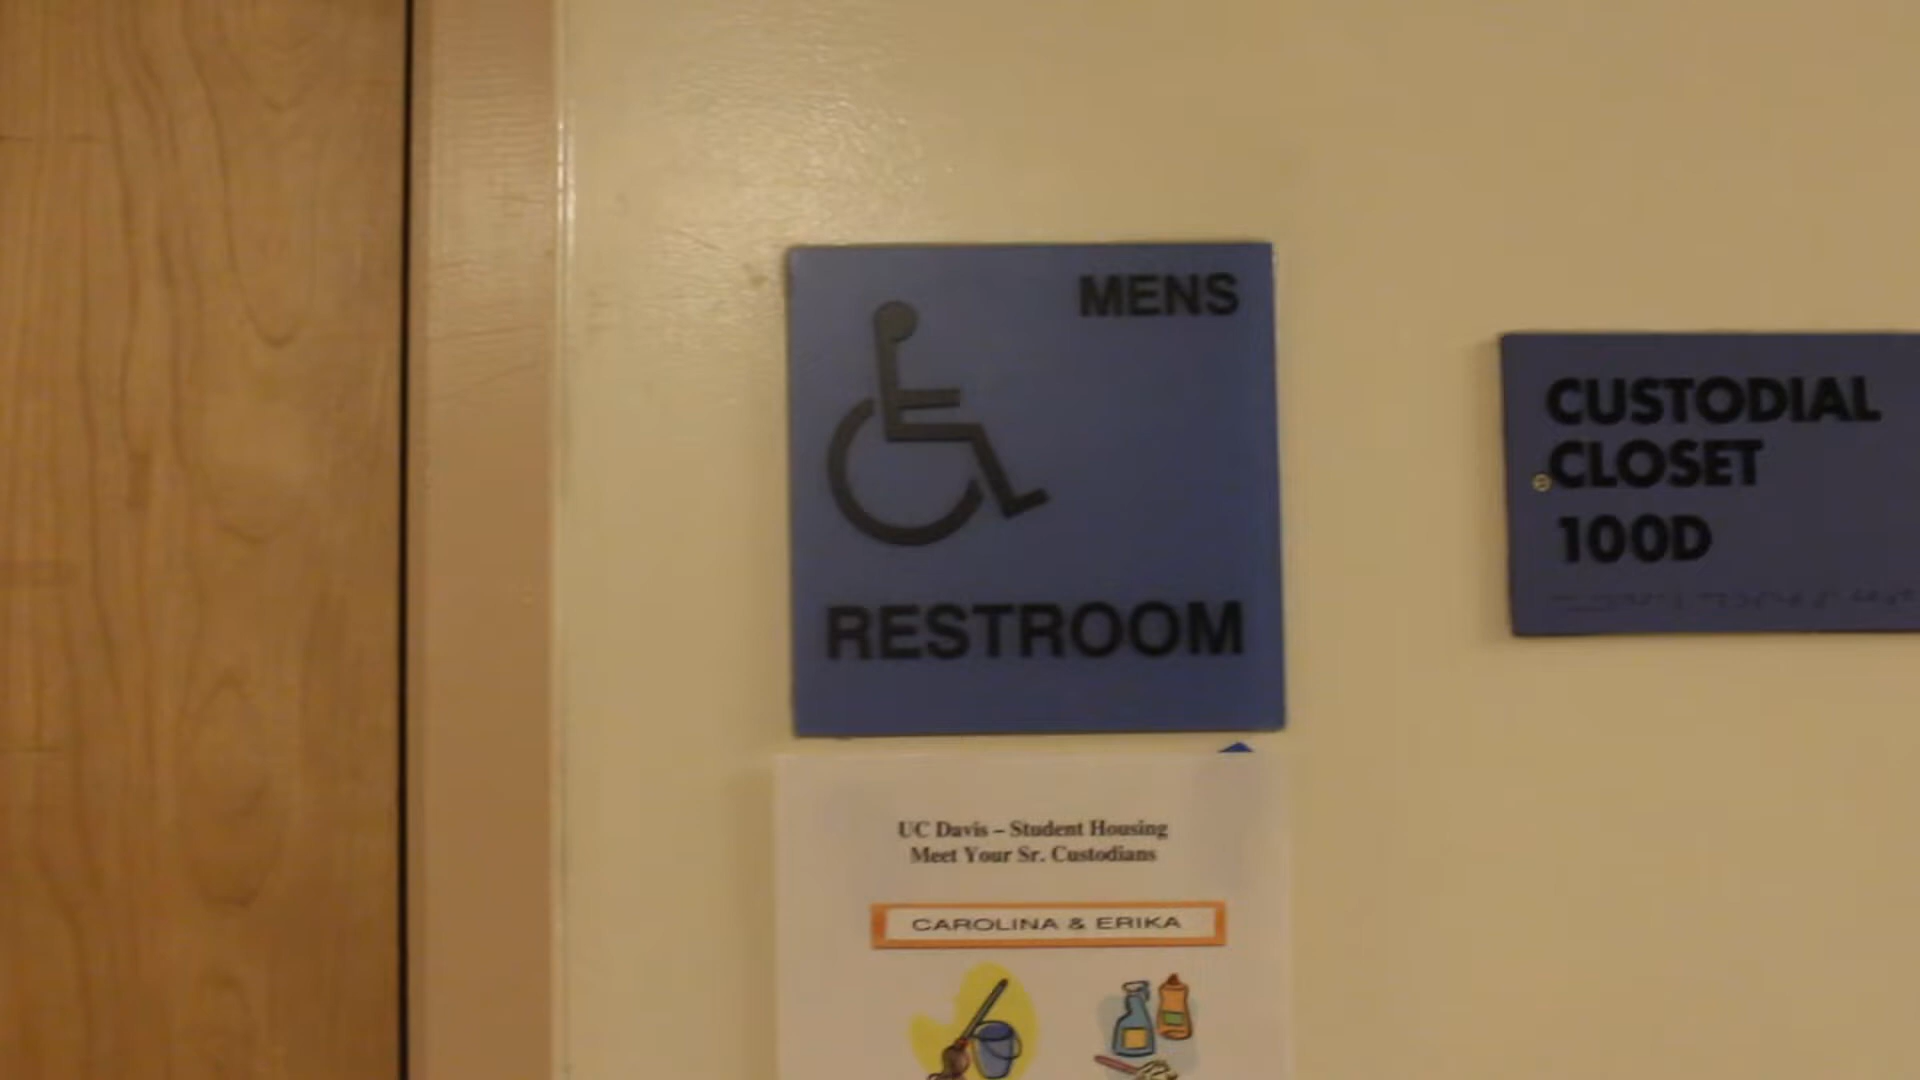 MENS
RESTROOM
CUSTODIAL
CLOSET
100D
UC Davis – Student Housing
Meet Your Sr. Custodians
CAROLINA & ERIKA